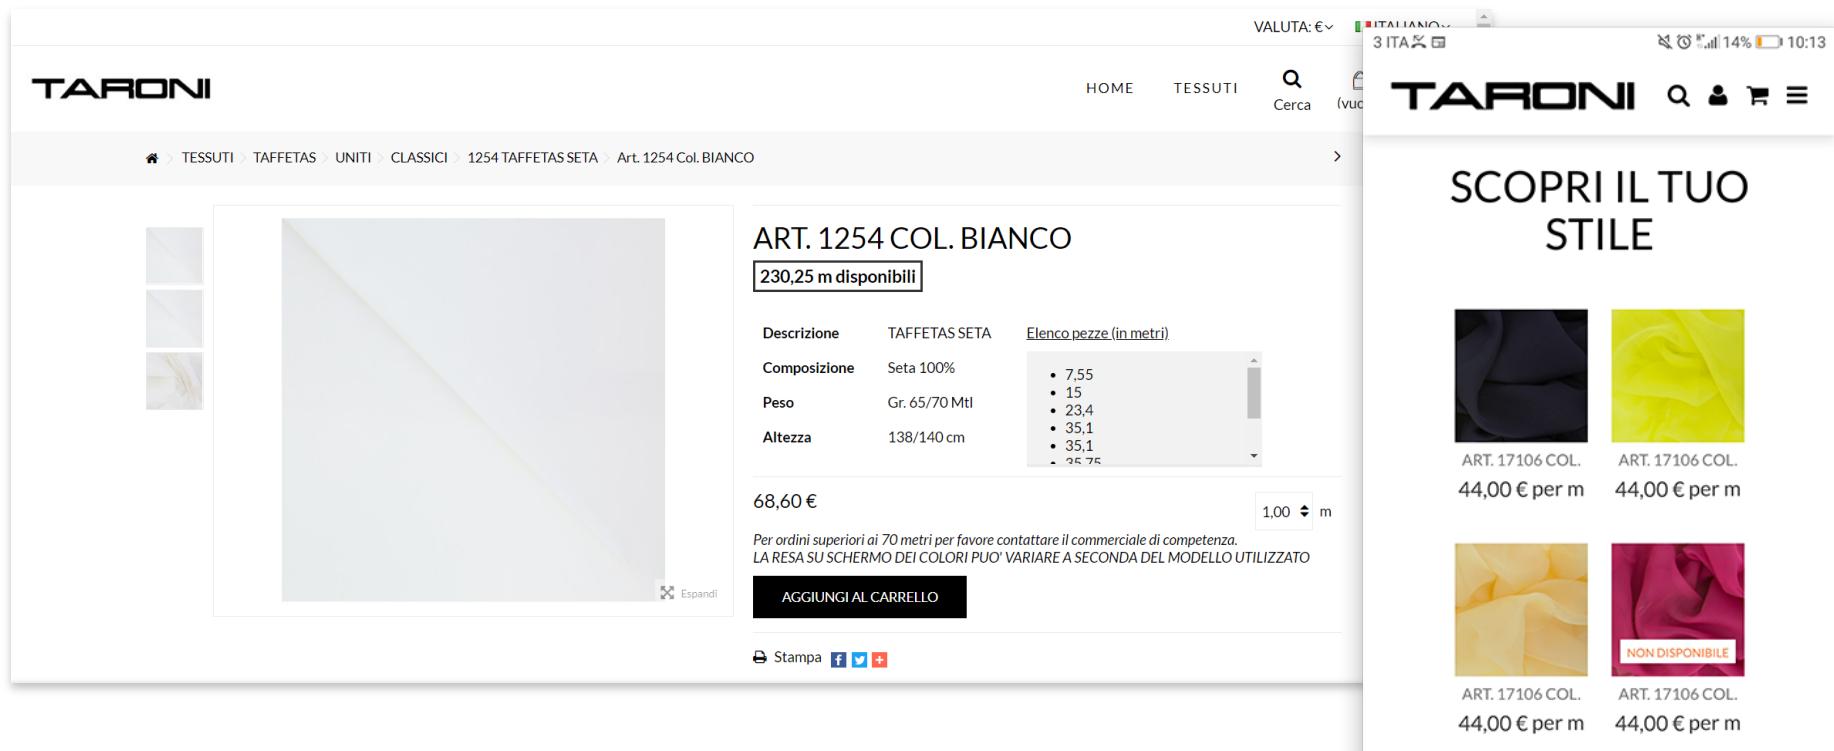 VALUTA: €
ITALIANO
TARONI
HOME
TESSUTI
Cerca
TESSUTI
TAFFETAS
UNITI
CLASSICI
1254 TAFFETAS SETA
Art. 1254 Col. BIANCO
Espandi
ART. 1254 COL. BIANCO
230,25 m disponibili
Descrizione TAFFETAS SETA
Composizione Seta 100%
Peso Gr. 65/70 Mtl
Altezza 138/140 cm
Elenco pezze (in metri)
7,55
15
23,4
35,1
35,1
35,75
68,60 €
1,00 m
Per ordini superiori ai 70 metri per favore contattare il commerciale di competenza.
LA RESA SU SCHERMO DEI COLORI PUO' VARIARE A SECONDA DEL MODELLO UTILIZZATO
AGGIUNGI AL CARRELLO
Stampa
3 ITA
14% 10:13
TARONI
SCOPRI IL TUO
STILE
ART. 17106 COL.
44,00 € per m
ART. 17106 COL.
44,00 € per m
ART. 17106 COL.
44,00 € per m
NON DISPONIBILE
ART. 17106 COL.
44,00 € per m